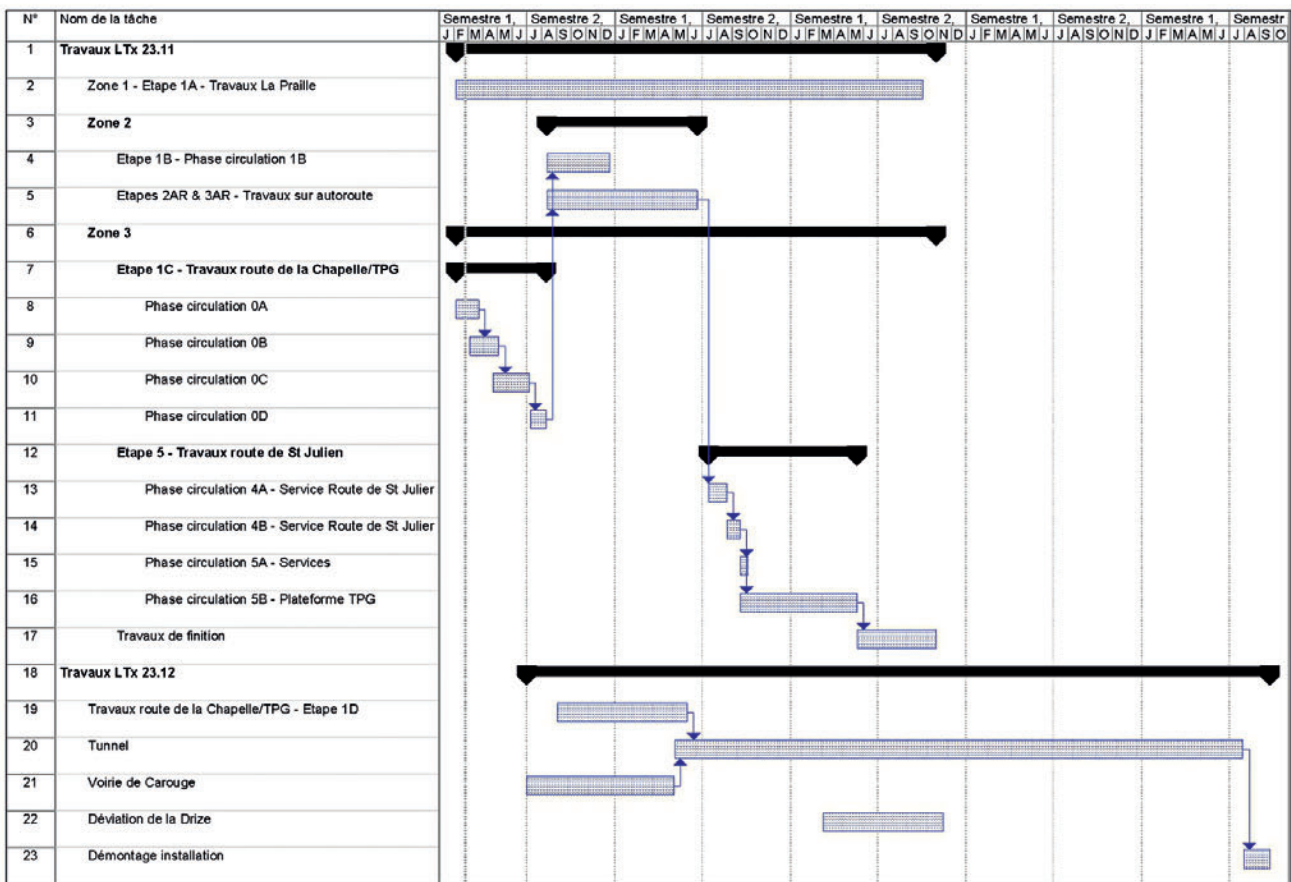 N° Nom de la tâche Semestre 1, Semestre 2, Semestre 1, Semestre 2, Semestre 1, Semestre 2, Semestre 1, Semestre 2, Semestre 1, Semestr
J F M A M J J A S O N D J F M A M J J A S O N D J F M A M J J A S O N D J F M A M J J A S O N D J F M A M J J A S O
1 Travaux LTx 23.11
2 Zone 1 - Etape 1A - Travaux La Praille
3 Zone 2
4 Etape 1B - Phase circulation 1B
5 Etapes 2AR & 3AR - Travaux sur autoroute
6 Zone 3
7 Etape 1C - Travaux route de la Chapelle/TPG
8 Phase circulation 0A
9 Phase circulation 0B
10 Phase circulation 0C
11 Phase circulation 0D
12 Etape 5 - Travaux route de St Julien
13 Phase circulation 4A - Service Route de St Julier
14 Phase circulation 4B - Service Route de St Julier
15 Phase circulation 5A - Services
16 Phase circulation 5B - Plateforme TPG
17 Travaux de finition
18 Travaux LTx 23.12
19 Travaux route de la Chapelle/TPG - Etape 1D
20 Tunnel
21 Voirie de Carouge
22 Déviation de la Drize
23 Démontage installation